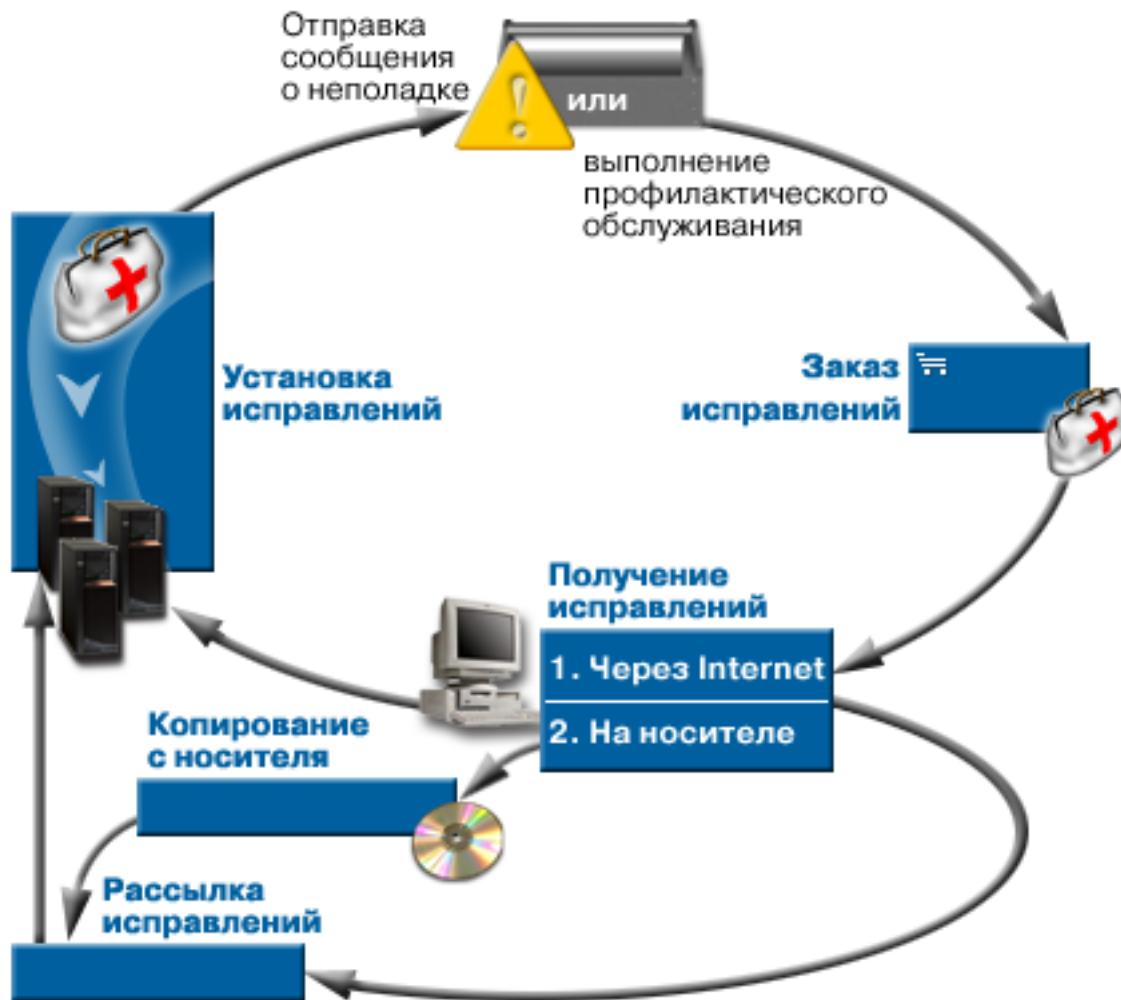 Отправка
сообщения
о неполадке
или
выполнение
профилактического
обслуживания
Заказ
исправлений
Установка
исправлений
Получение
исправлений
1. Через Internet
2. На носителе
Копирование
с носителя
Рассылка
исправлений